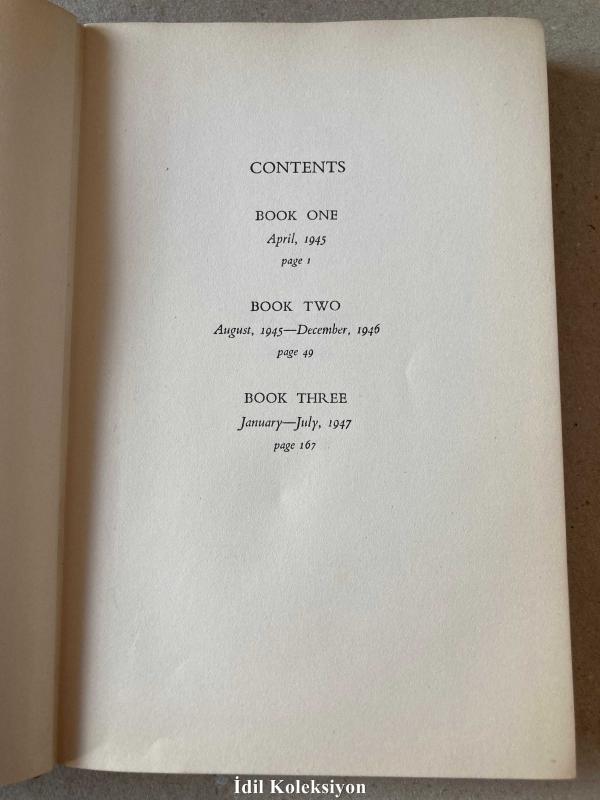 CONTENTS
BOOK ONE
April, 1945
page 1
BOOK TWO
August, 1945—December, 1946
page 49
BOOK THREE
January—July, 1947
page 167
İdil Koleksiyon